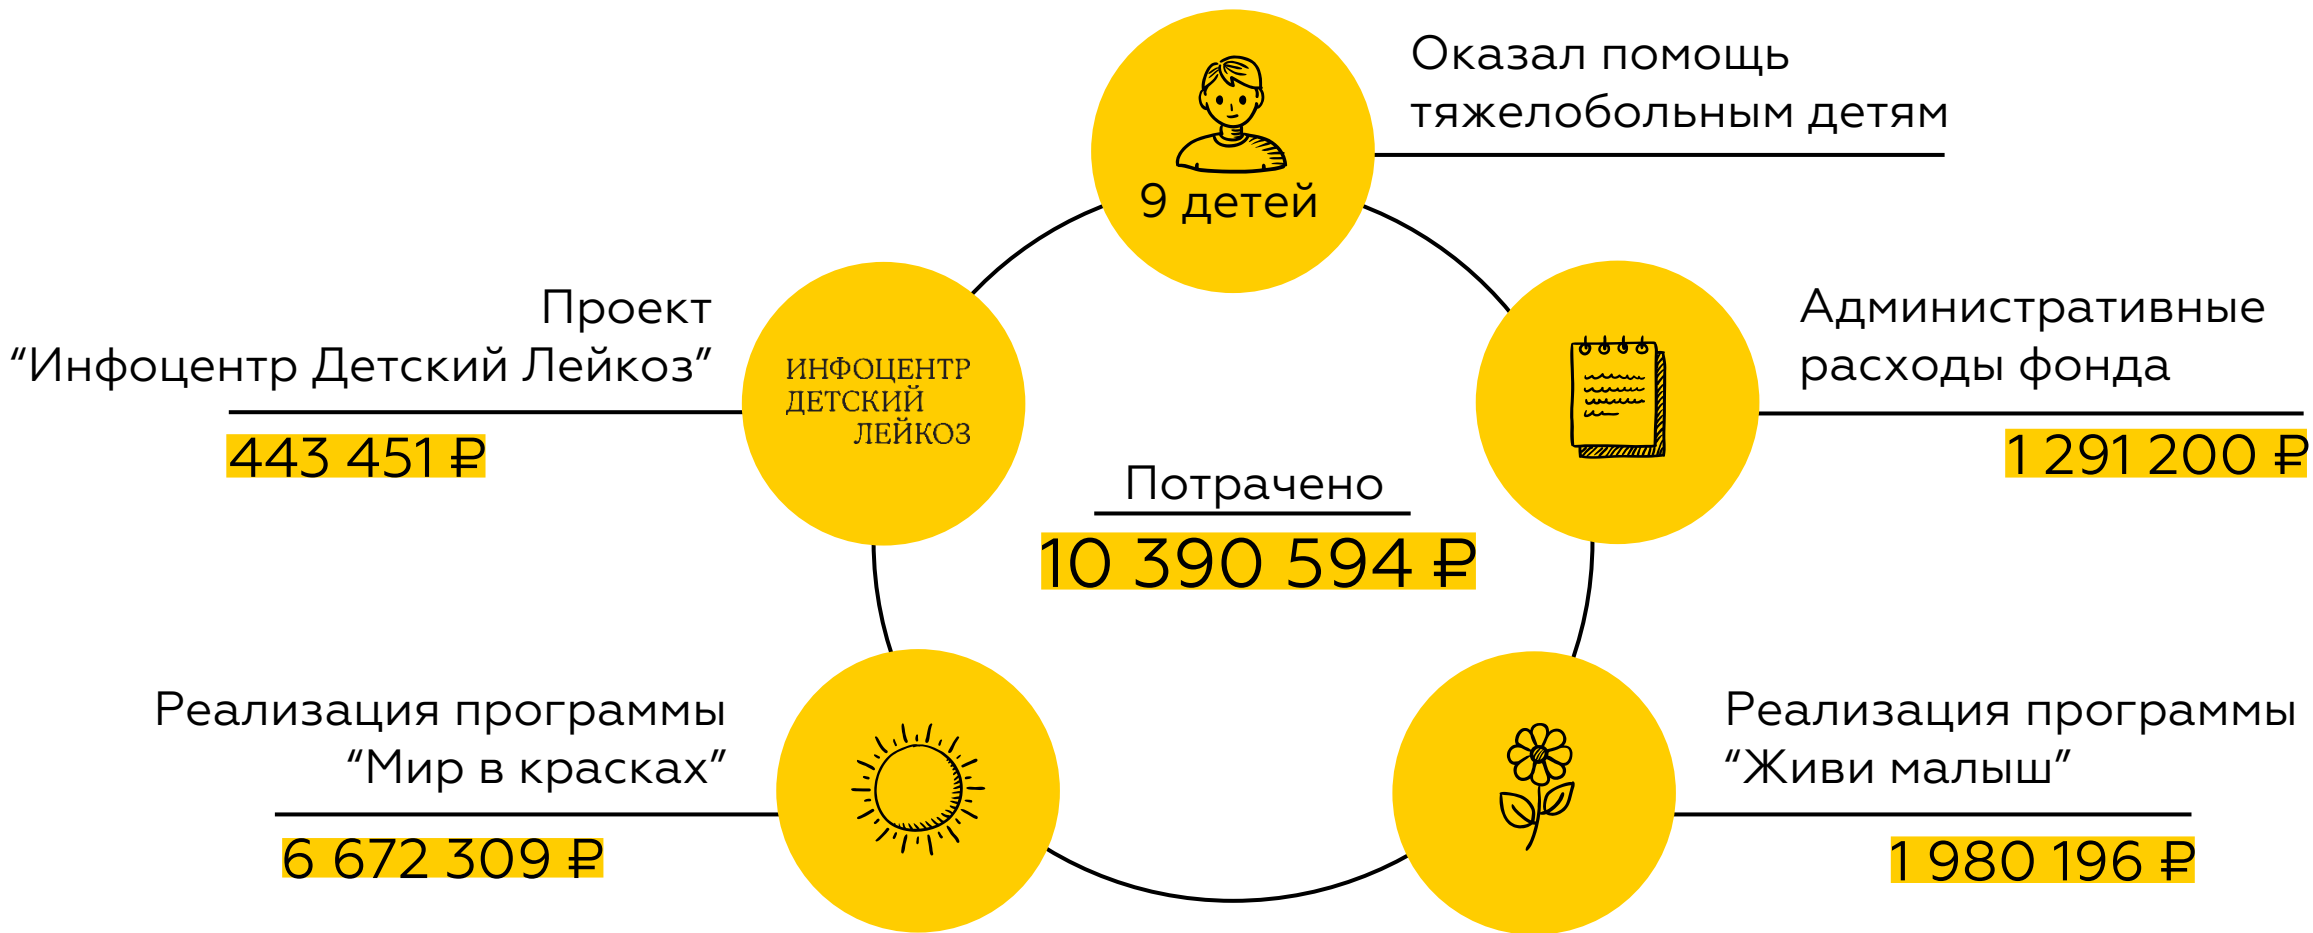 Оказал помощь
тяжелобольным детям
9 детей
Проект
“Инфоцентр Детский Лейкоз”
443 451 ₽
ИНФОЦЕНТР
ДЕТСКИЙ
ЛЕЙКОЗ
Административные
расходы фонда
1 291 200 ₽
Потрачено
10 390 594 ₽
Реализация программы
“Мир в красках”
6 672 309 ₽
Реализация программы
“Живи малыш”
1 980 196 ₽